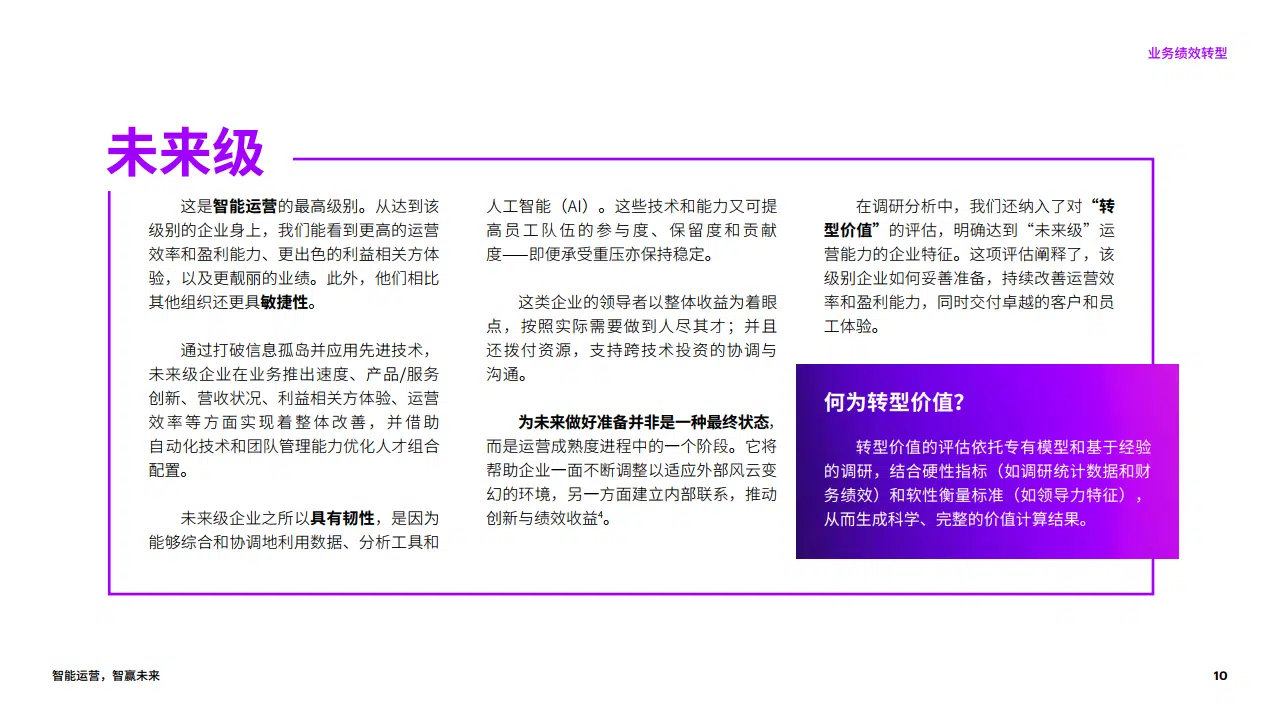 业务绩效转型
未来级
这是智能运营的最高级别。从达到该
级别的企业身上，我们能看到更高的运营
效率和盈利能力、更出色的利益相关方体
验，以及更靓丽的业绩。此外，他们相比
其他组织还更具敏捷性。
通过打破信息孤岛并应用先进技术，
未来级企业在业务推出速度、产品/服务
创新、营收状况、利益相关方体验、运营
效率等方面实现着整体改善，并借助
自动化技术和团队管理能力优化人才组合
配置。
未来级企业之所以具有韧性，是因为
能够综合和协调地利用数据、分析工具和
人工智能（AI）。这些技术和能力又可提
高员工队伍的参与度、保留度和贡献
度——即便承受重压亦保持稳定。
这类企业的领导者以整体收益为着眼
点，按照实际需要做到人尽其才；并且
还拨付资源，支持跨技术投资的协调与
沟通。
为未来做好准备并非是一种最终状态，
而是运营成熟度进程中的一个阶段。它将
帮助企业一面不断调整以适应外部风云变
幻的环境，另一方面建立内部联系，推动
创新与绩效收益⁴。
在调研分析中，我们还纳入了对“转
型价值”的评估，明确达到“未来级”运
营能力的企业特征。这项评估阐释了，该
级别企业如何妥善准备，持续改善运营效
率和盈利能力，同时交付卓越的客户和员
工体验。
何为转型价值？
转型价值的评估依托专有模型和基于经验
的调研，结合硬性指标（如调研统计数据和财
务绩效）和软性衡量标准（如领导力特征），
从而生成科学、完整的价值计算结果。
智能运营，智赢未来
10